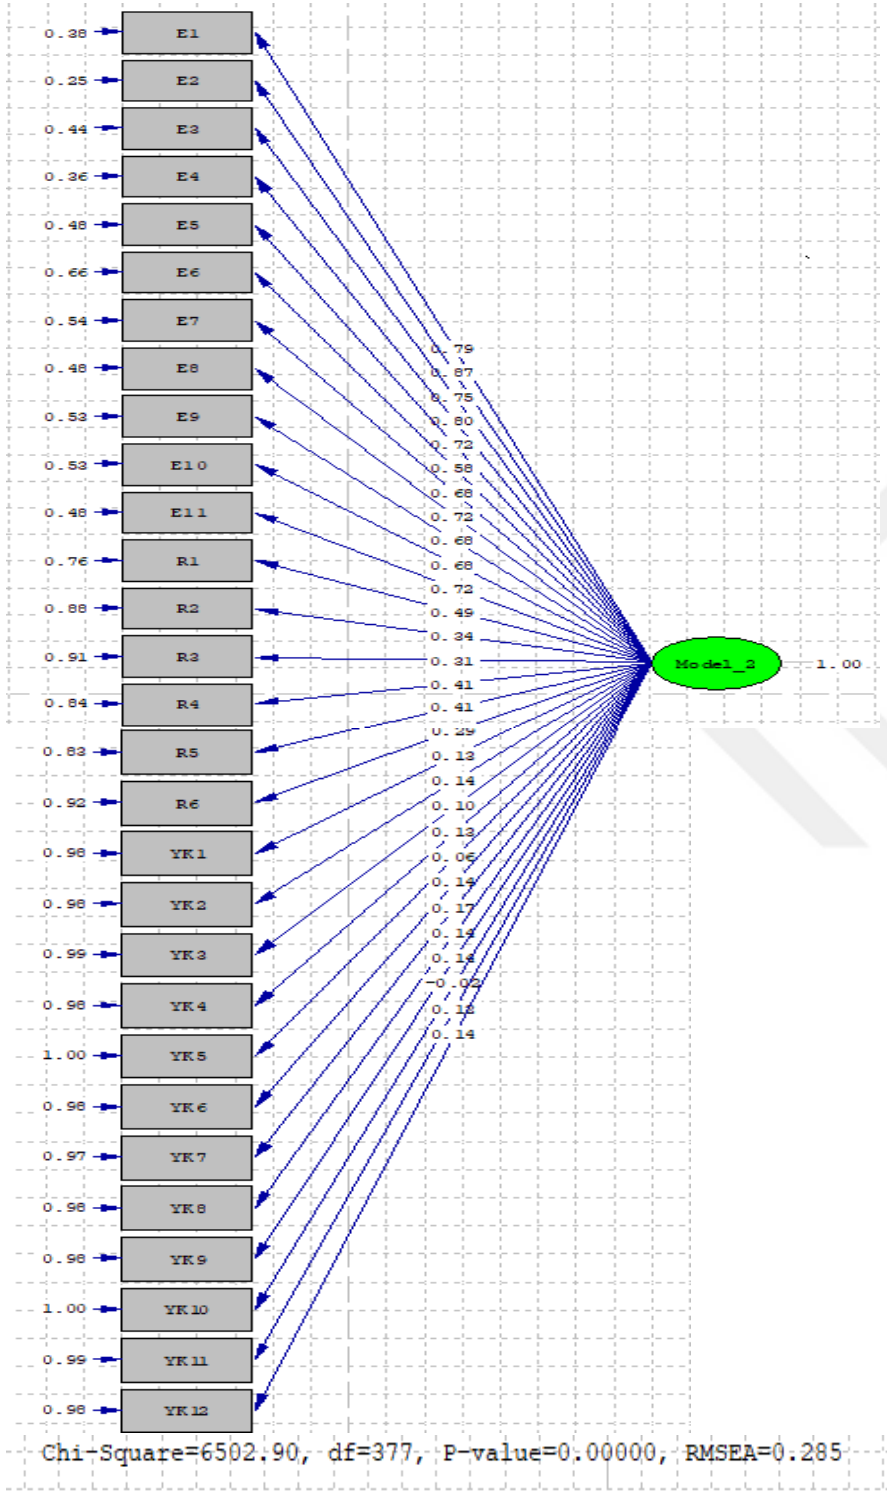 0.38 E1
0.25 E2
0.44 E3
0.36 E4
0.48 E5
0.66 E6
0.54 E7
0.48 E8
0.53 E9
0.53 E10
0.48 E11
0.76 R1
0.88 R2
0.91 R3
0.84 R4
0.83 R5
0.92 R6
0.98 YK1
0.98 YK2
0.99 YK3
0.98 YK4
1.00 YK5
0.98 YK6
0.97 YK7
0.98 YK8
0.98 YK9
1.00 YK10
0.99 YK11
0.98 YK12
0.79
0.87
0.75
0.80
0.72
0.58
0.68
0.72
0.68
0.68
0.72
0.49
0.34
0.31
0.41
0.41
0.29
0.13
0.14
0.10
0.13
0.06
0.14
0.17
0.14
0.14
-0.02
0.12
0.14
Model_2 1.00
Chi-Square=6502.90, df=377, P-value=0.00000, RMSEA=0.285